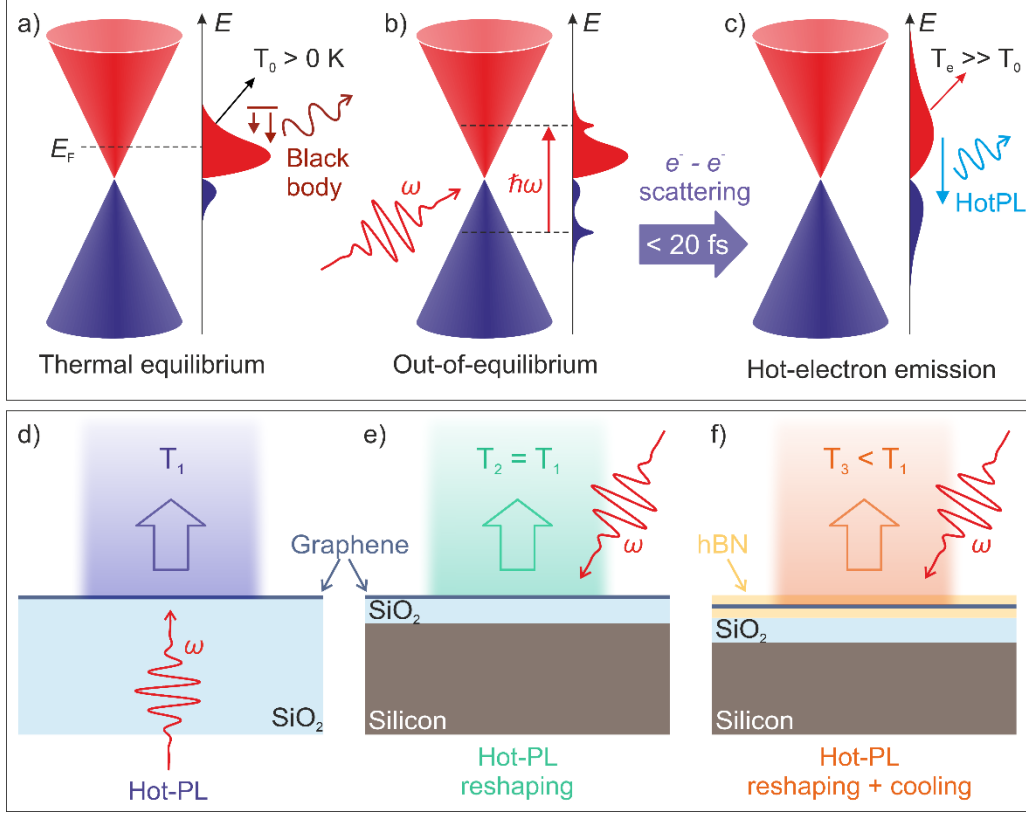 a)
E
T₀ > 0 K
E_F
Black
body
Thermal equilibrium
b)
E
ω
ħω
Out-of-equilibrium
e⁻ - e⁻
scattering
< 20 fs
c)
E
Tₑ >> T₀
HotPL
Hot-electron emission
d)
T₁
Graphene
ω
SiO₂
Hot-PL
e)
T₂ = T₁
ω
SiO₂
Silicon
Hot-PL
reshaping
f)
T₃ < T₁
hBN
ω
SiO₂
Silicon
Hot-PL
reshaping + cooling